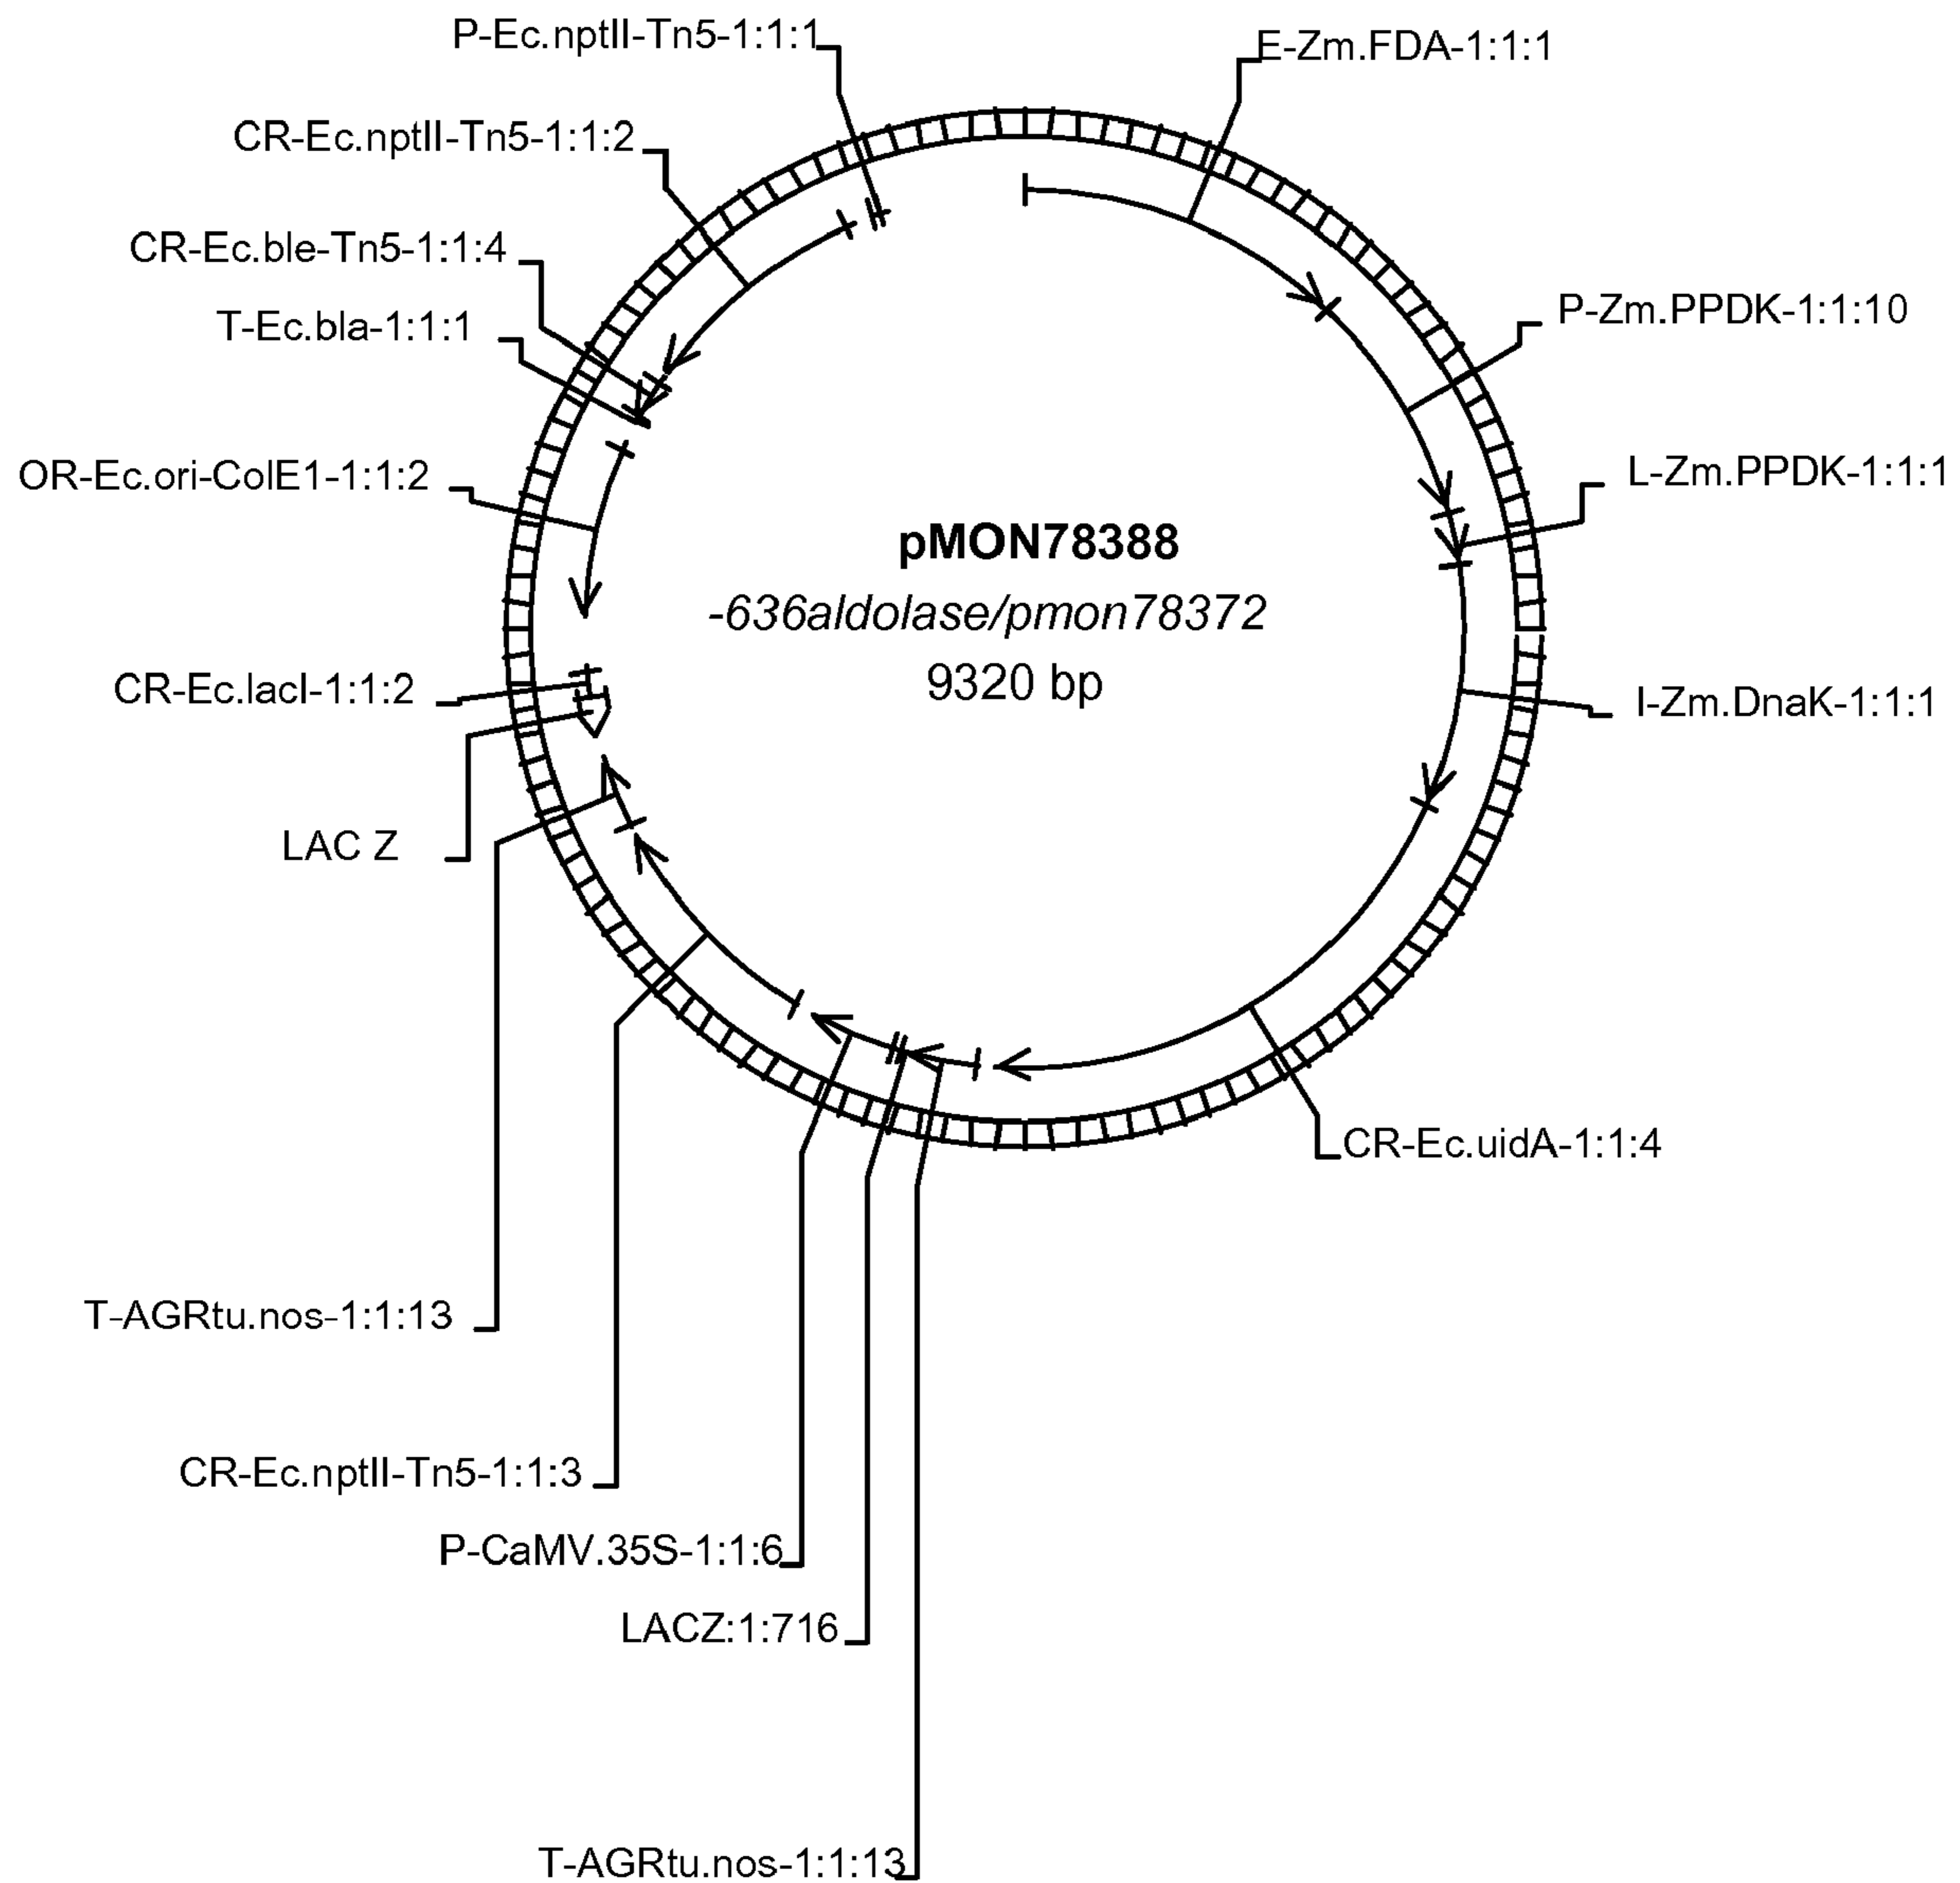 P-Ec.nptII-Tn5-1:1:1
E-Zm.FDA-1:1:1
CR-Ec.nptII-Tn5-1:1:2
CR-Ec.ble-Tn5-1:1:4
T-Ec.bla-1:1:1
P-Zm.PPDK-1:1:10
OR-Ec.ori-ColE1-1:1:2
L-Zm.PPDK-1:1:1
pMON78388
-636aldolase/pmon78372
9320 bp
CR-Ec.lacI-1:1:2
I-Zm.DnaK-1:1:1
LAC Z
CR-Ec.uidA-1:1:4
T-AGRtu.nos-1:1:13
CR-Ec.nptII-Tn5-1:1:3
P-CaMV.35S-1:1:6
LACZ:1:716
T-AGRtu.nos-1:1:13